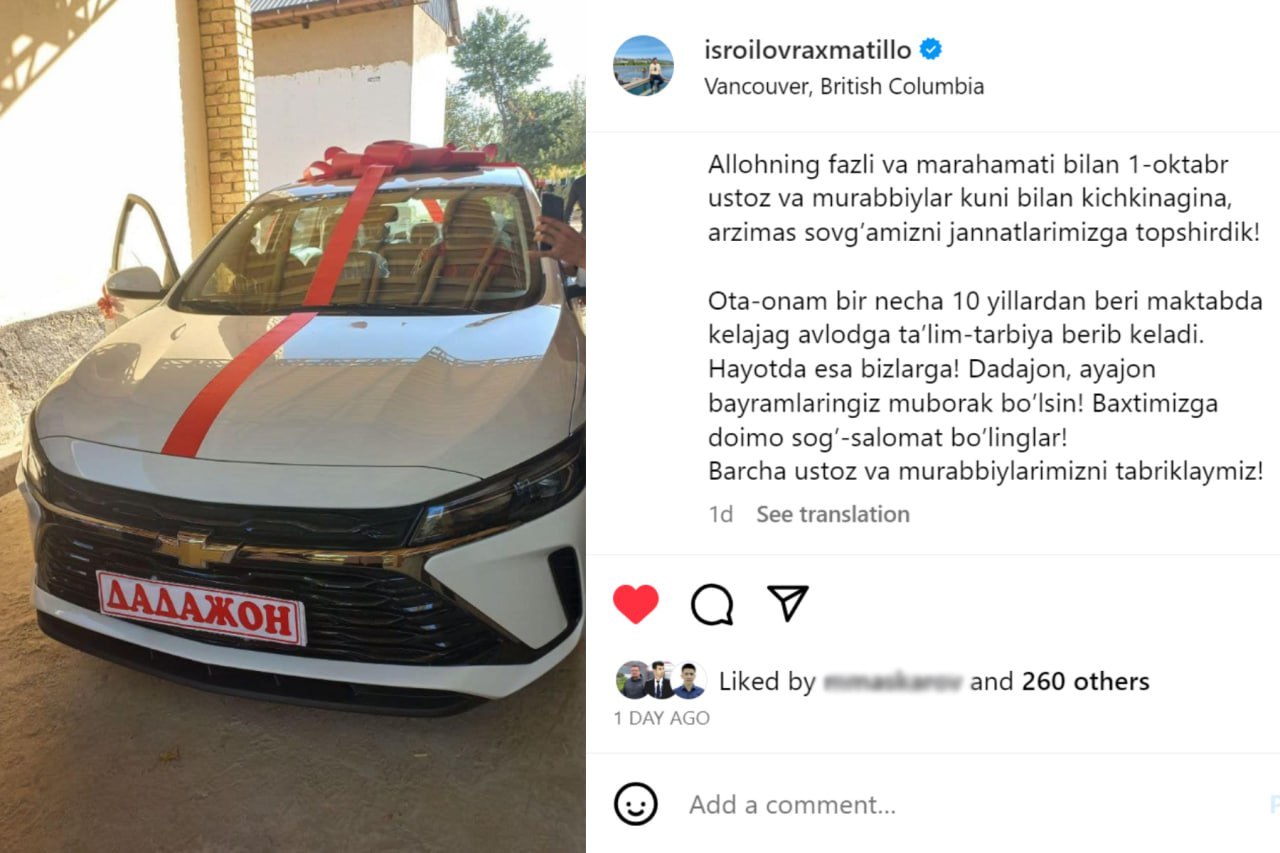 ДАДАЖОН
isroilovraxmatillo
Vancouver, British Columbia
Allohning fazli va marahamati bilan 1-oktabr
ustoz va murabbiylar kuni bilan kichkinagina,
arzimas sovg’amizni jannatlarimizga topshirdik!
Ota-onam bir necha 10 yillardan beri maktabda
kelajag avlodga ta’lim-tarbiya berib keladi.
Hayotda esa bizlarga! Dadajon, ayajon
bayramlaringiz muborak bo’lsin! Baxtimizga
doimo sog’-salomat bo’linglar!
Barcha ustoz va murabbiylarimizni tabriklaymiz!
1d See translation
Liked by and 260 others
1 DAY AGO
Add a comment...